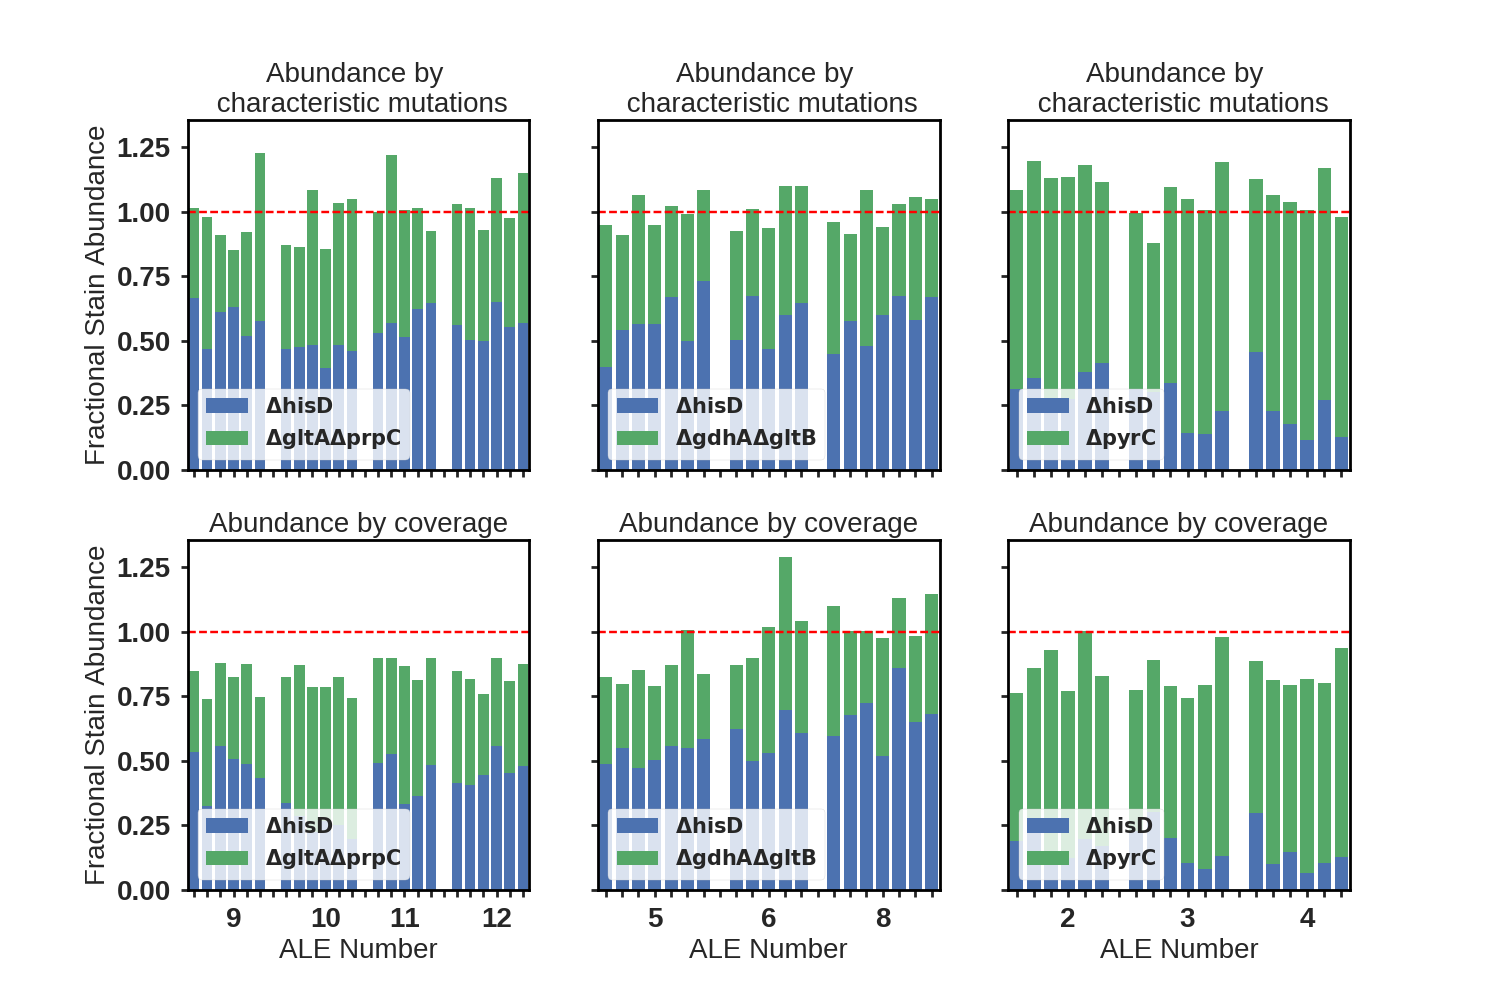 Abundance by
characteristic mutations
Abundance by
characteristic mutations
Abundance by
characteristic mutations
Fractional Stain Abundance
1.25
1.00
0.75
0.50
0.25
0.00
ΔhisD
ΔgltAΔprpC
ΔhisD
ΔgdhAΔgltB
ΔhisD
ΔpyrC
Abundance by coverage
Abundance by coverage
Abundance by coverage
Fractional Stain Abundance
1.25
1.00
0.75
0.50
0.25
0.00
ΔhisD
ΔgltAΔprpC
ΔhisD
ΔgdhAΔgltB
ΔhisD
ΔpyrC
9 10 11 12
5 6 8
2 3 4
ALE Number
ALE Number
ALE Number